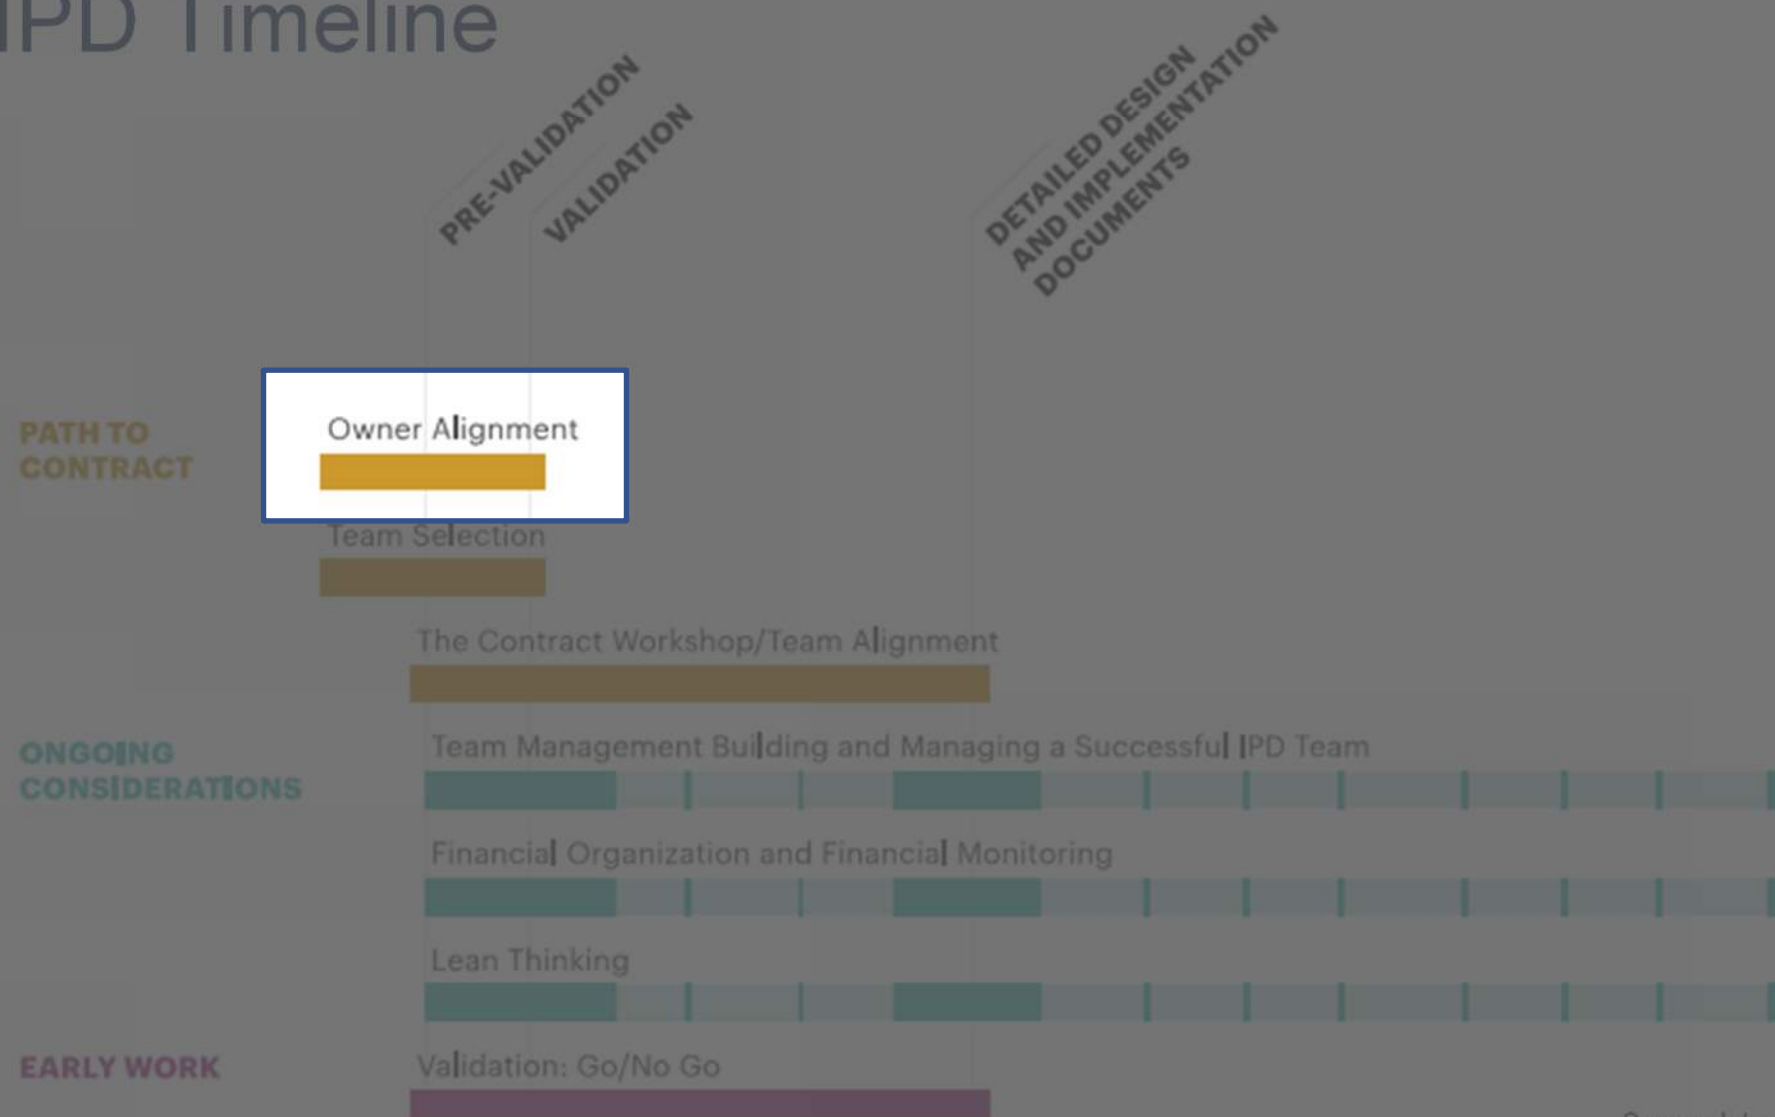 IPD Timeline
PRE-VALIDATION
VALIDATION
DETAILED DESIGN
AND IMPLEMENTATION
DOCUMENTS
PATH TO
CONTRACT
Owner Alignment
Team Selection
The Contract Workshop/Team Alignment
ONGOING
CONSIDERATIONS
Team Management Building and Managing a Successful IPD Team
Financial Organization and Financial Monitoring
Lean Thinking
EARLY WORK
Validation: Go/No Go